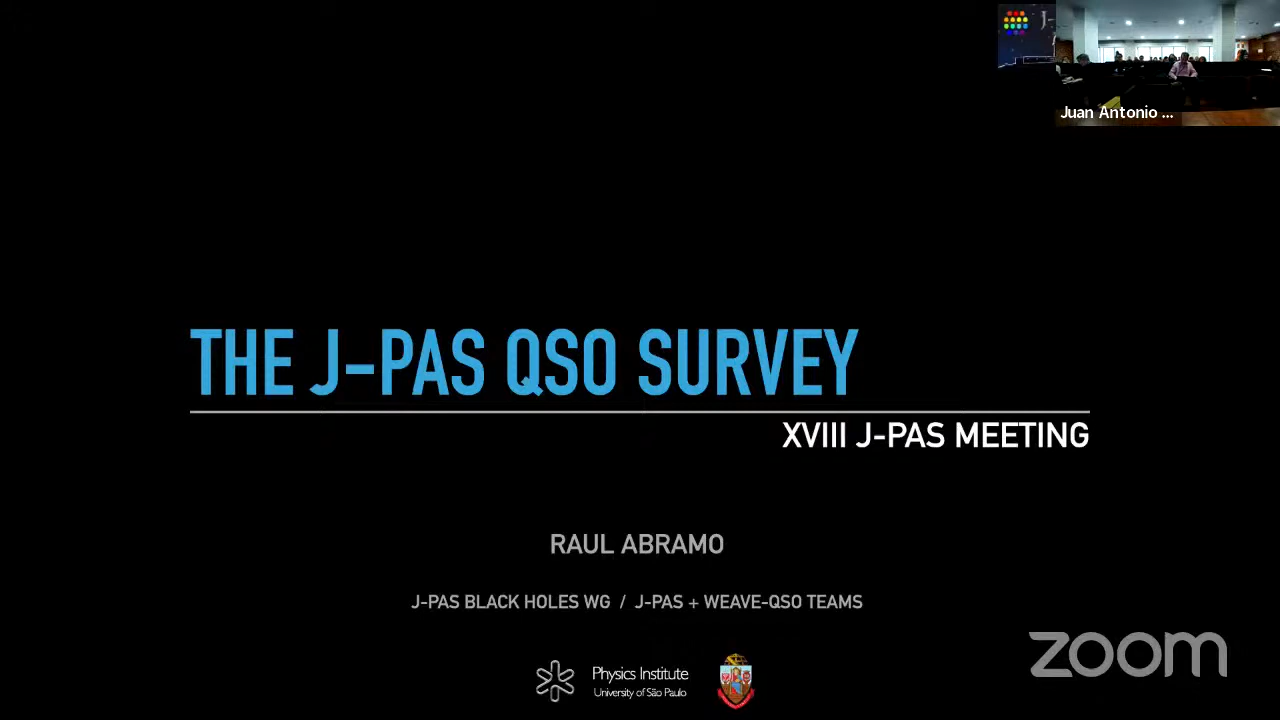 J-
Juan Antonio ...
THE J-PAS QSO SURVEY
XVIII J-PAS MEETING
RAUL ABRAMO
J-PAS BLACK HOLES WG / J-PAS + WEAVE-QSO TEAMS
Physics Institute
University of São Paulo
zoom